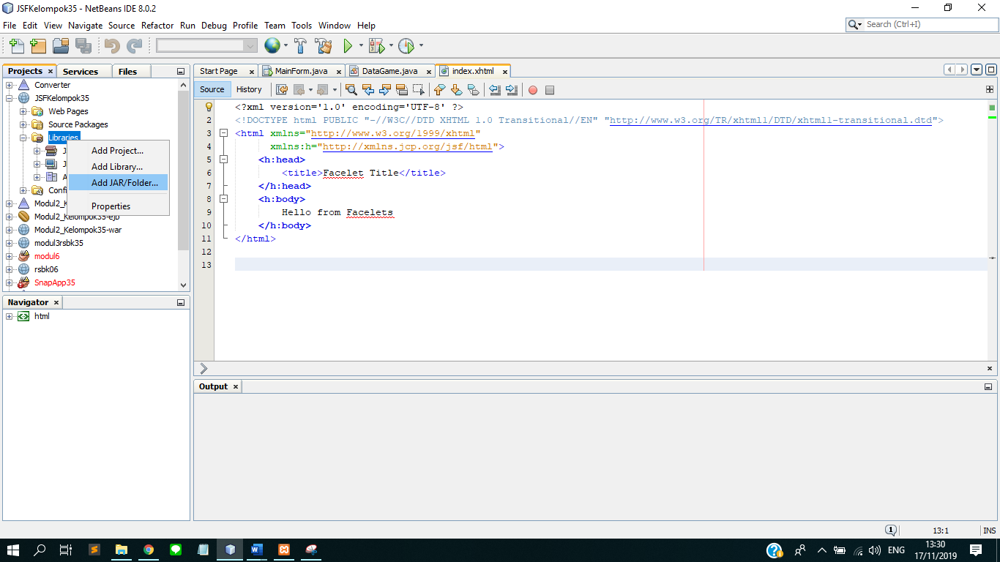 JSFKelompok35 - NetBeans IDE 8.0.2
File Edit View Navigate Source Refactor Run Debug Profile Team Tools Window Help
Search (Ctrl+I)
Projects Services Files
Converter
JSFKelompok35
Web Pages
Source Packages
Libraries
Add Project...
Add Library...
Add JAR/Folder...
Properties
Modul2_Kelompok35-ejb
Modul2_Kelompok35-war
modul3rsbk35
modul6
rsbk06
SnapApp35
Navigator
html
Start Page MainForm.java DataGame.java index.xhtml
Source History
<?xml version='1.0' encoding='UTF-8' ?>
2 <!DOCTYPE html PUBLIC "-//W3C//DTD XHTML 1.0 Transitional//EN" "http://www.w3.org/TR/xhtml1/DTD/xhtml1-transitional.dtd">
3 <html xmlns="http://www.w3.org/1999/xhtml"
4 xmlns:h="http://xmlns.jcp.org/jsf/html">
5 <h:head>
6 <title>Facelet Title</title>
7 </h:head>
8 <h:body>
9 Hello from Facelets
10 </h:body>
11 </html>
12
13
Output
1 13:1 INS
ENG 13:30
17/11/2019